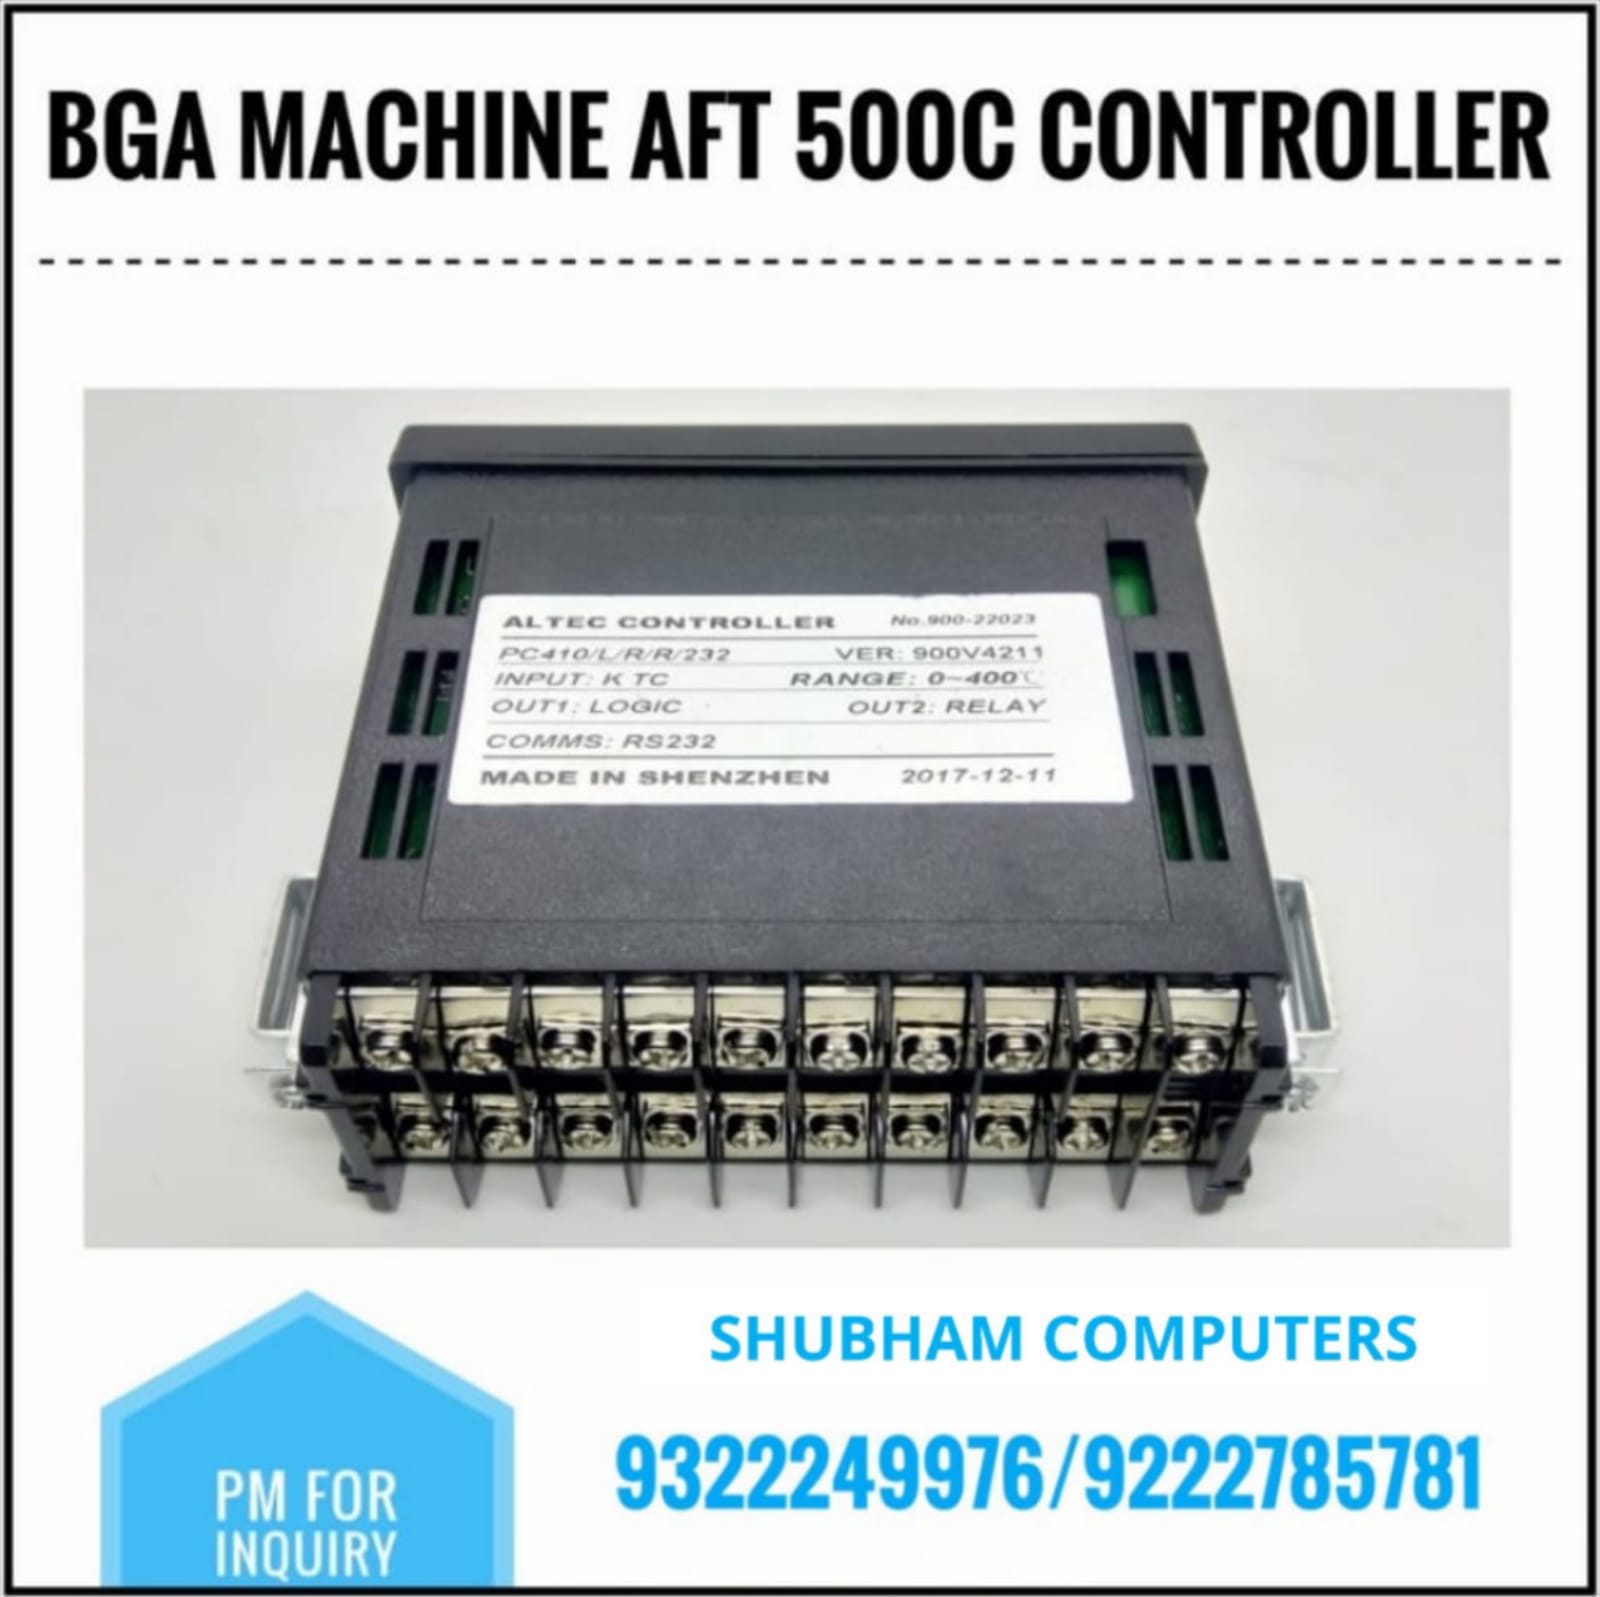 BGA MACHINE AFT 500C CONTROLLER
ALTEC CONTROLLER No.900-22023
PC410/L/R/R/232 VER: 900V4211
INPUT: K TC RANGE: 0~400℃
OUT1: LOGIC OUT2: RELAY
COMMS: RS232
MADE IN SHENZHEN 2017-12-11
SHUBHAM COMPUTERS
9322249976/9222785781
PM FOR
INQUIRY